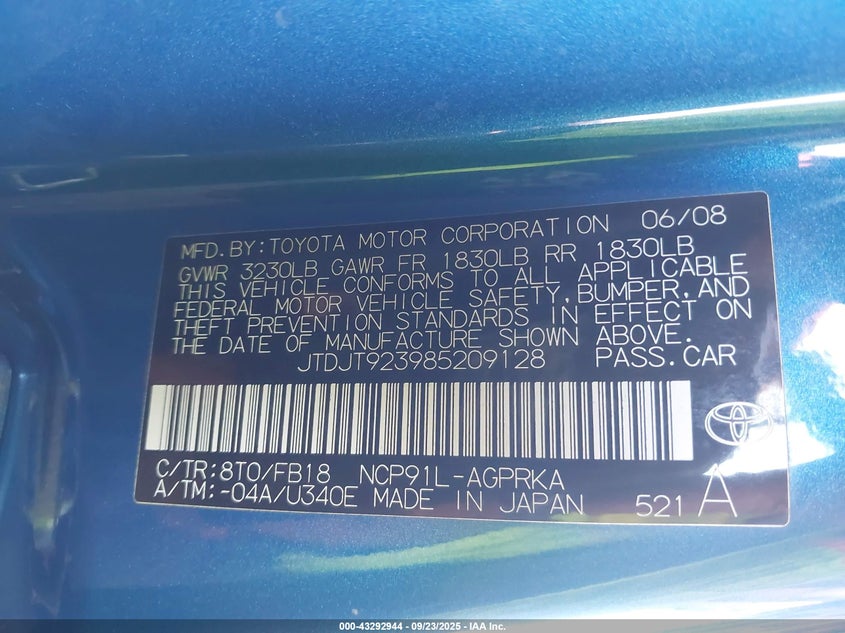 MFD.BY:TOYOTA MOTOR CORPORATION 06/08
GVWR 3230LB GAWR FR 1830LB RR 1830LB
THIS VEHICLE CONFORMS TO ALL APPLICABLE
FEDERAL MOTOR VEHICLE SAFETY,BUMPER,AND
THEFT PREVENTION STANDARDS IN EFFECT ON
THE DATE OF MANUFACTURE SHOWN ABOVE.
JTDJT923985209128 PASS.CAR
C/TR:8T0/FB18 NCP91L-AGPRKA
A/TM:-04A/U340E MADE IN JAPAN 521 A
000-43292944 - 09/23/2025 - IAA Inc.